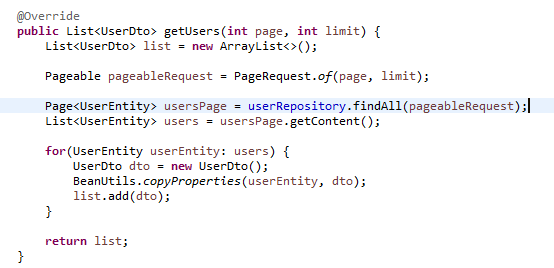 @Override
public List<UserDto> getUsers(int page, int limit) {
    List<UserDto> list = new ArrayList<>();
    Pageable pageableRequest = PageRequest.of(page, limit);
    Page<UserEntity> usersPage = userRepository.findAll(pageableRequest);
    List<UserEntity> users = usersPage.getContent();
    for(UserEntity userEntity: users) {
        UserDto dto = new UserDto();
        BeanUtils.copyProperties(userEntity, dto);
        list.add(dto);
    }
    return list;
}